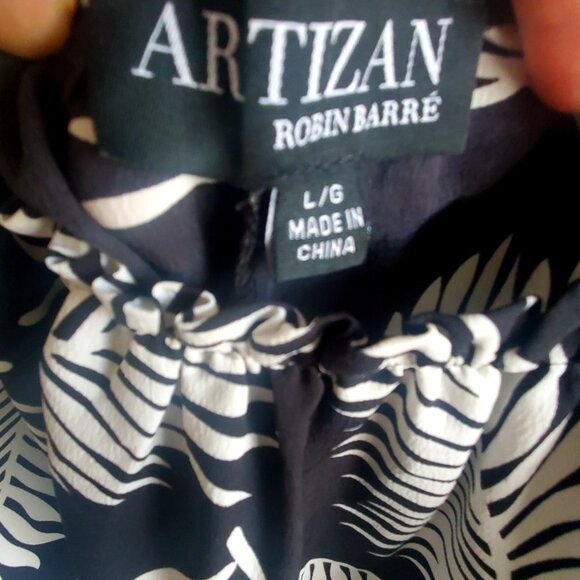 ARTIZAN
ROBIN BARRÉ
L/G
MADE IN
CHINA